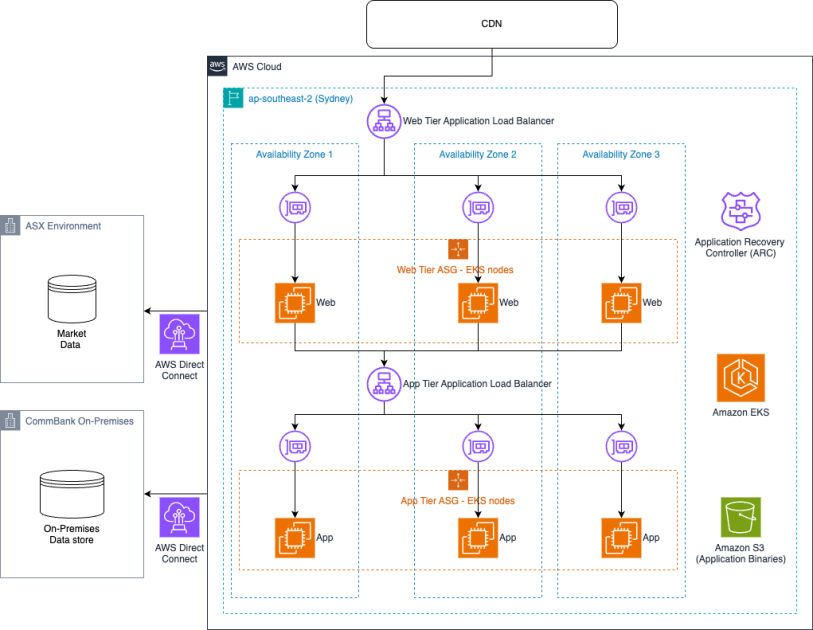 CDN
aws
AWS Cloud
ap-southeast-2 (Sydney)
Web Tier Application Load Balancer
Availability Zone 1
Availability Zone 2
Availability Zone 3
ASX Environment
Market
Data
AWS Direct
Connect
Application Recovery
Controller (ARC)
Web Tier ASG - EKS nodes
Web
Web
Web
App Tier Application Load Balancer
Amazon EKS
CommBank On-Premises
On-Premises
Data store
AWS Direct
Connect
App Tier ASG - EKS nodes
App
App
App
Amazon S3
(Application Binaries)